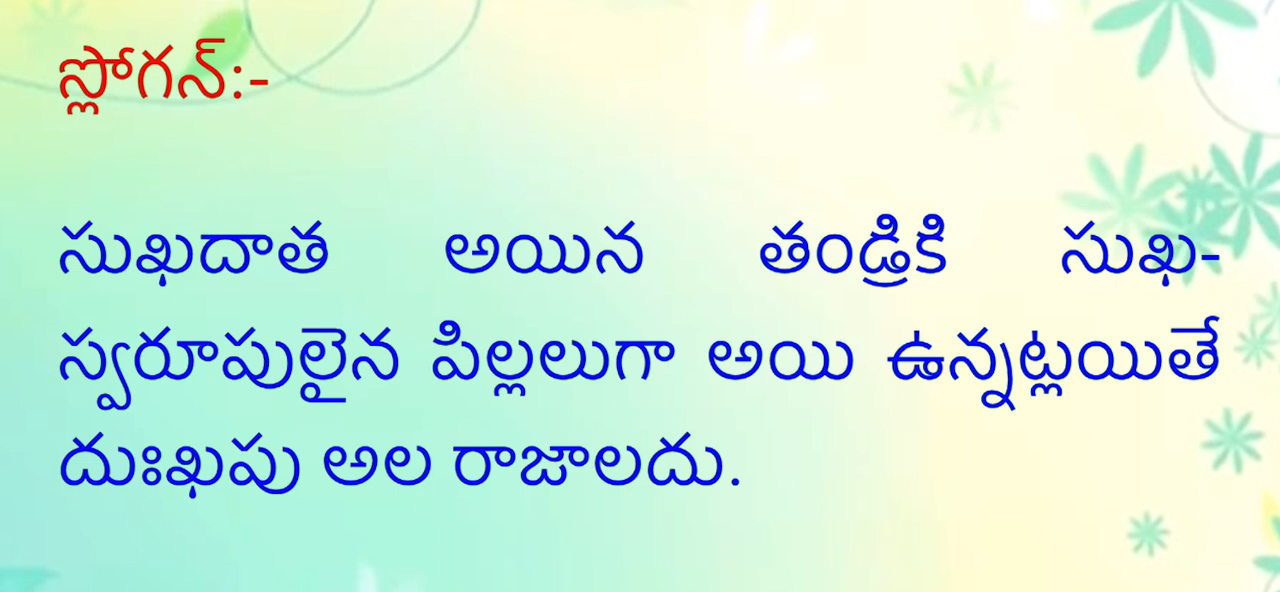 స్లోగన్:-
సుఖదాత అయిన తండ్రికి సుఖ-
స్వరూపులైన పిల్లలుగా అయి ఉన్నట్లయితే
దుఃఖపు అల రాజాలదు.